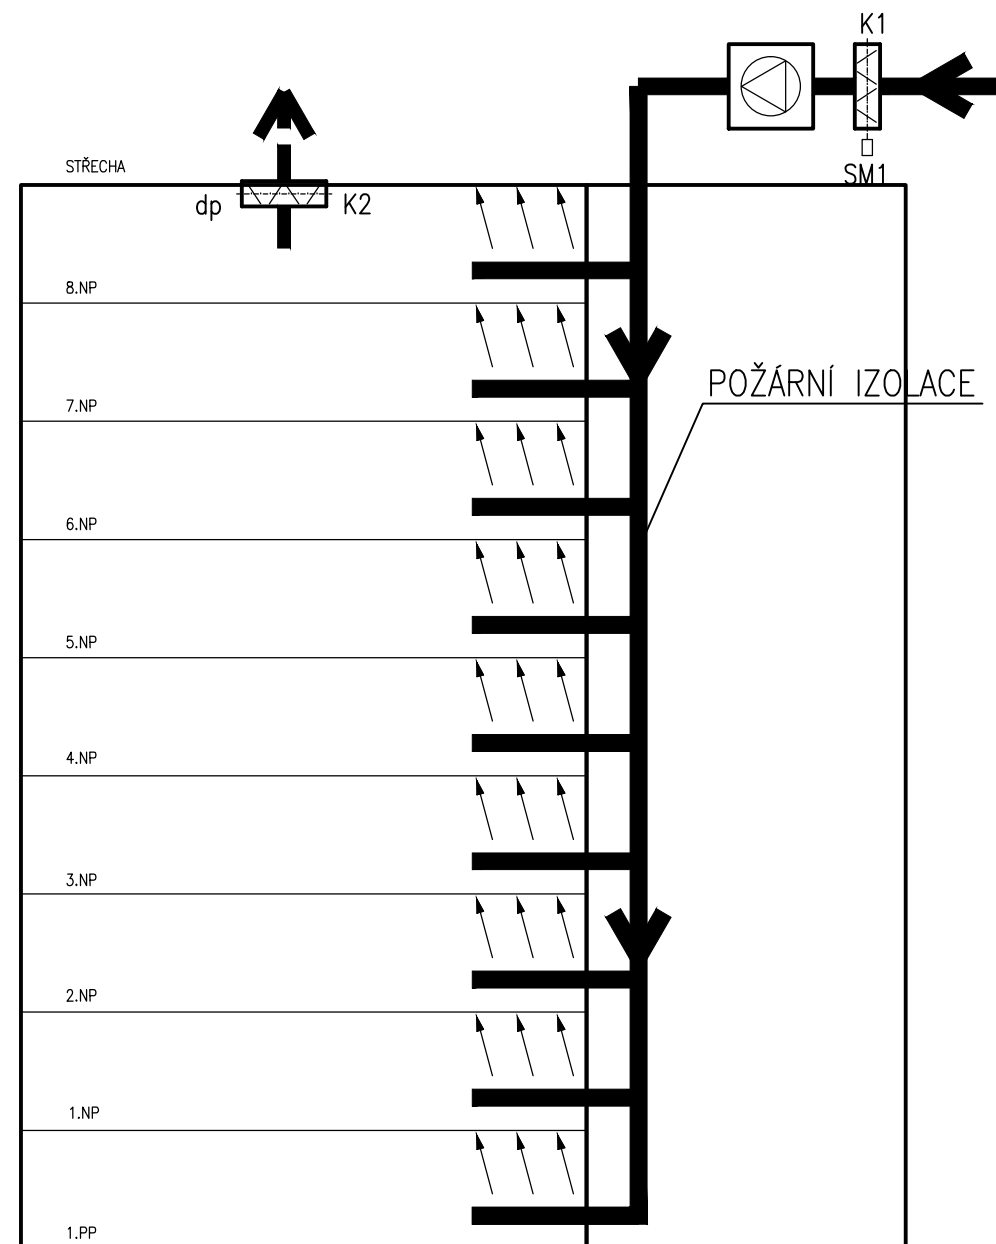 K1
SM1
STŘECHA
dp
K2
8.NP
POŽÁRNÍ IZOLACE
7.NP
6.NP
5.NP
4.NP
3.NP
2.NP
1.NP
1.PP